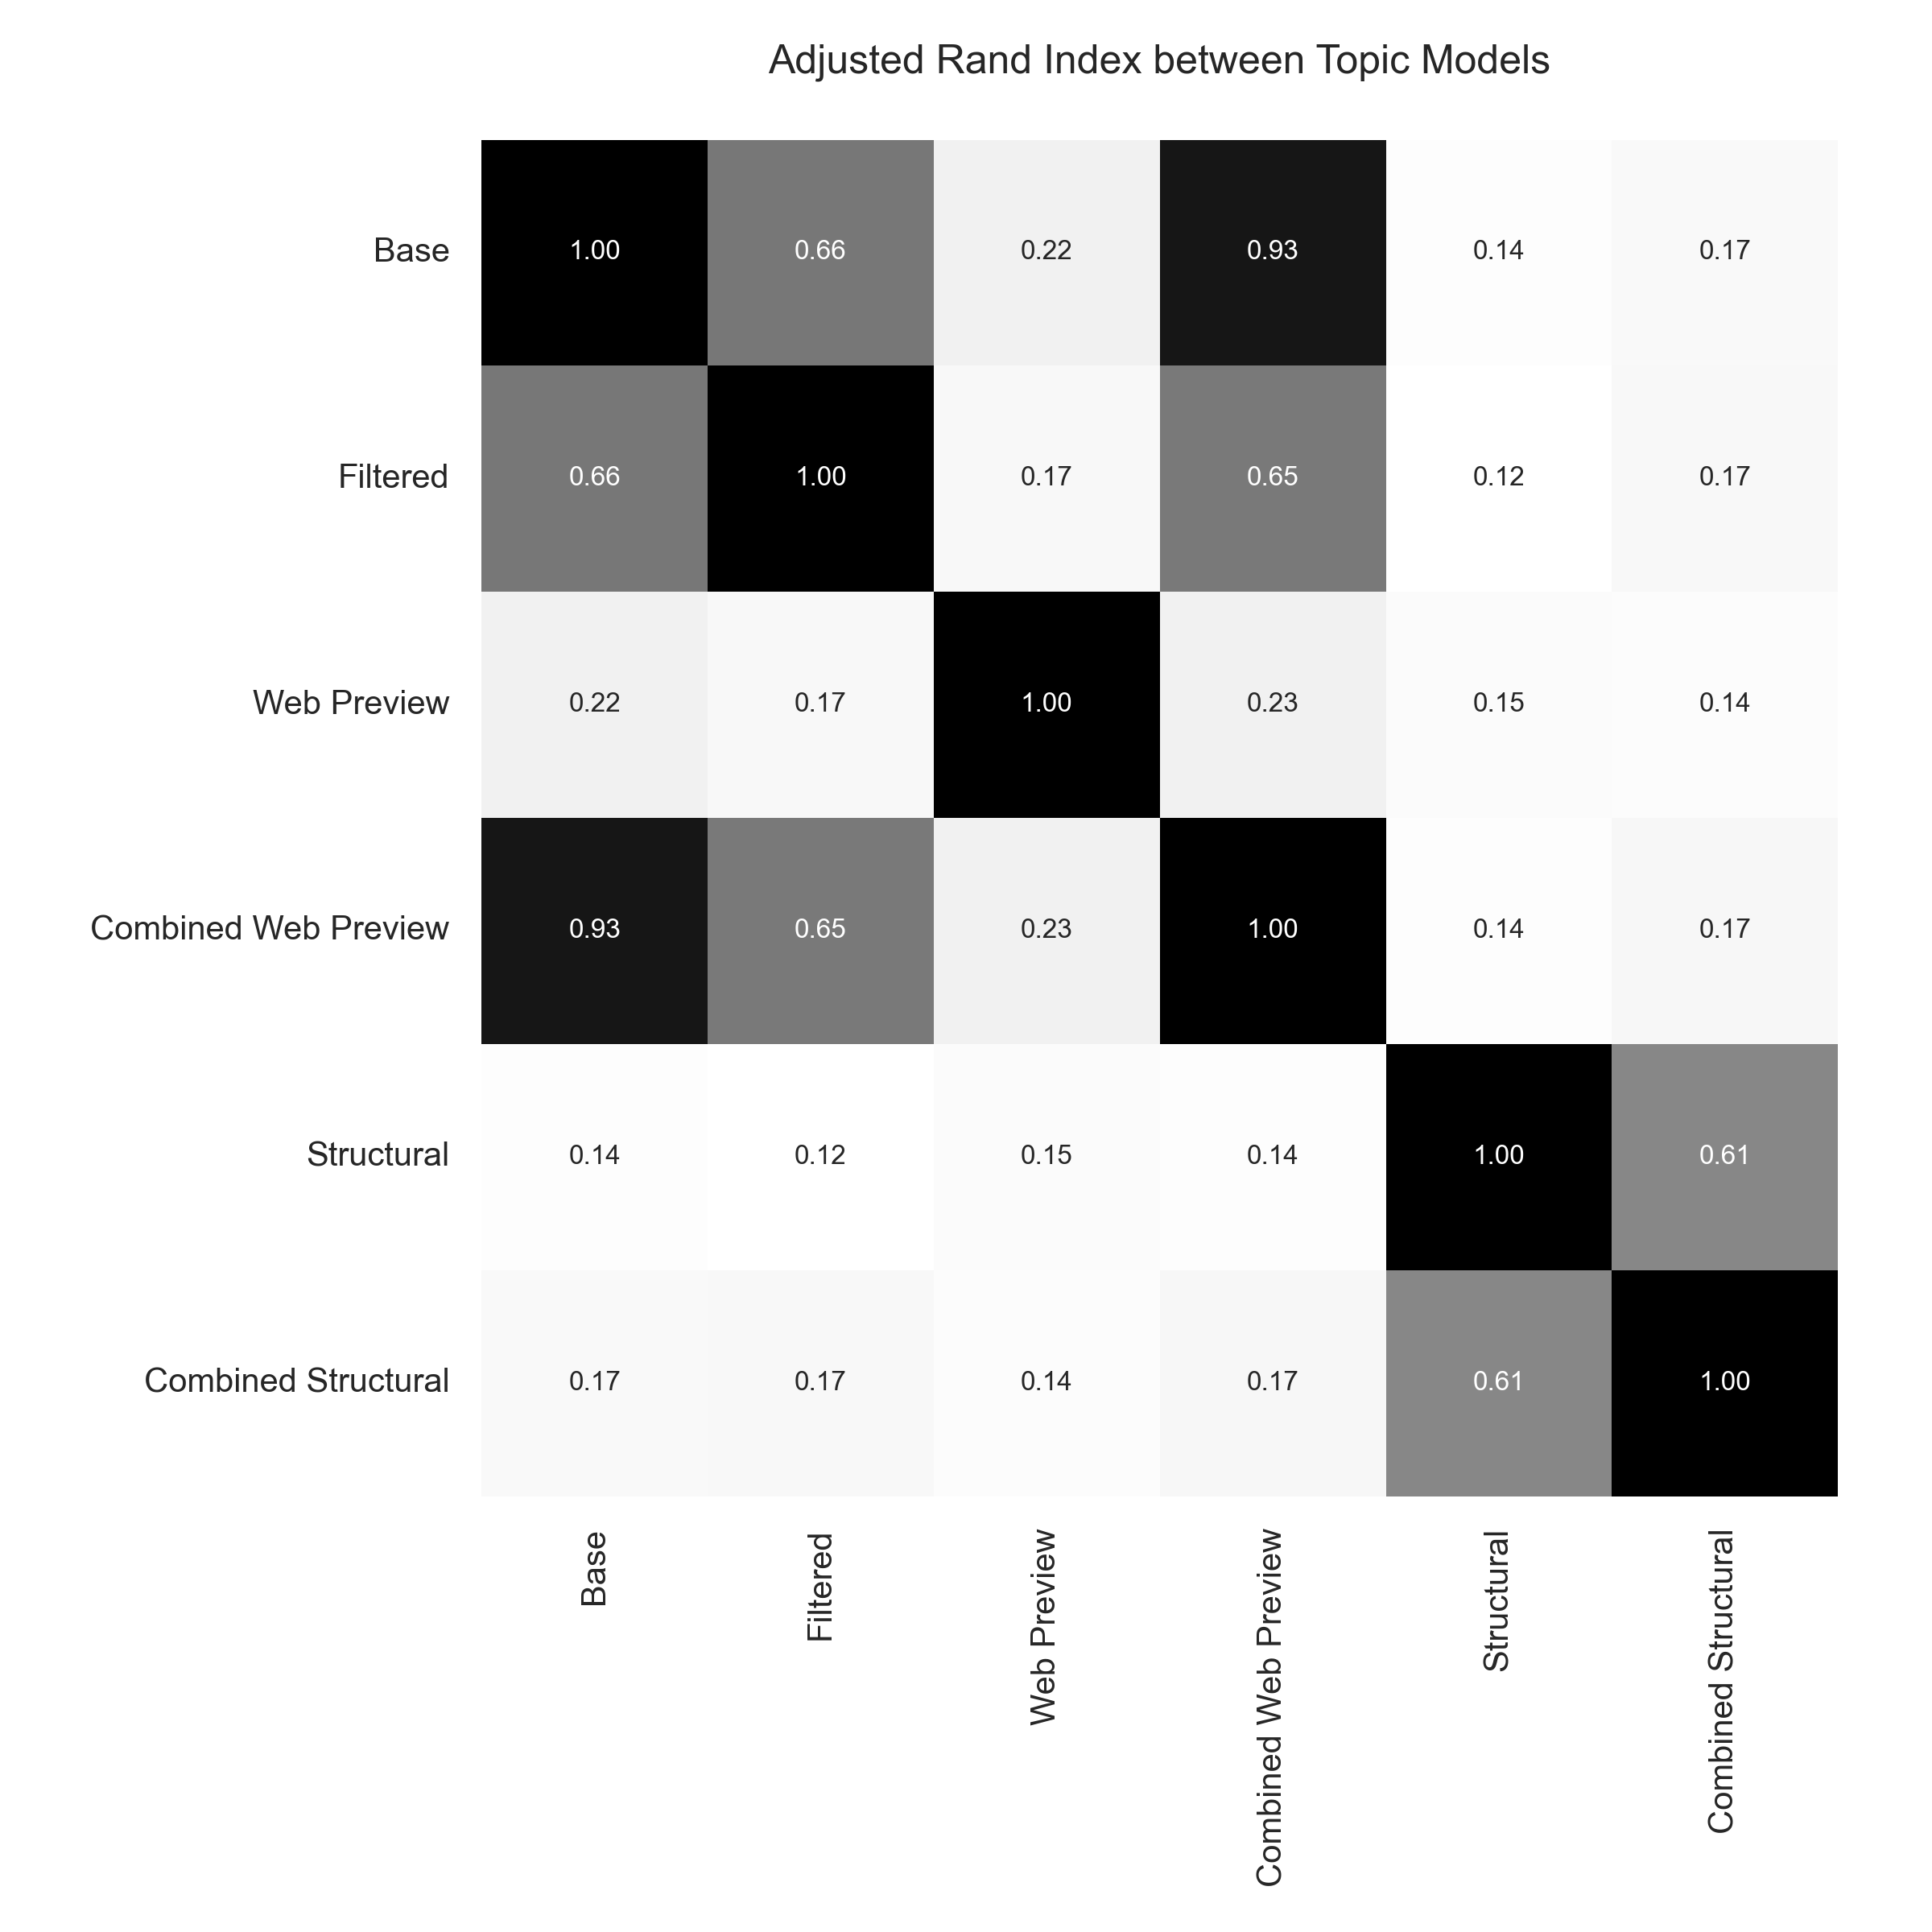 Adjusted Rand Index between Topic Models
Base 1.00 0.66 0.22 0.93 0.14 0.17
Filtered 0.66 1.00 0.17 0.65 0.12 0.17
Web Preview 0.22 0.17 1.00 0.23 0.15 0.14
Combined Web Preview 0.93 0.65 0.23 1.00 0.14 0.17
Structural 0.14 0.12 0.15 0.14 1.00 0.61
Combined Structural 0.17 0.17 0.14 0.17 0.61 1.00
Base
Filtered
Web Preview
Combined Web Preview
Structural
Combined Structural